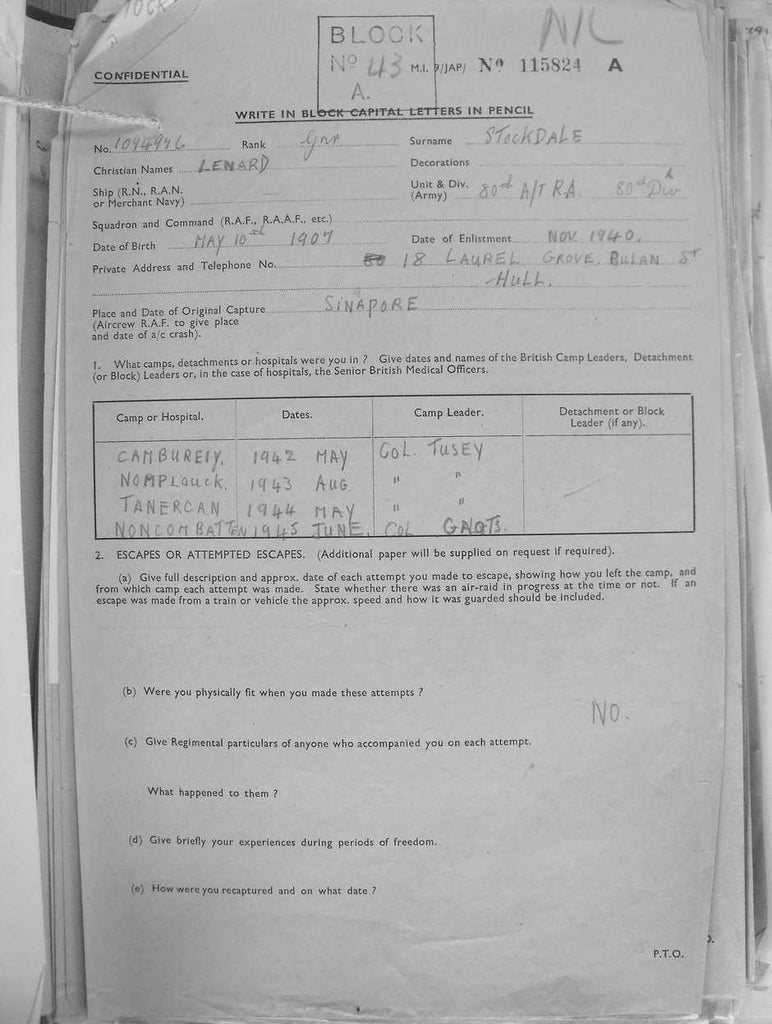 BLOCK
Nº 43
A.
N/C
CONFIDENTIAL
M.I. 9/JAP/ Nº 115824 A
WRITE IN BLOCK CAPITAL LETTERS IN PENCIL
No. 1094996 Rank Gnr Surname STOCKDALE
Christian Names LENARD Decorations
Ship (R.N., R.A.N. or Merchant Navy)
Unit & Div. (Army) 80 A/T RA 80 Div
Squadron and Command (R.A.F., R.A.A.F., etc.)
Date of Birth MAY 10 1907 Date of Enlistment NOV. 1940.
Private Address and Telephone No. 18 LAUREL GROVE. BULAN ST
HULL.
Place and Date of Original Capture SINAPORE
(Aircrew R.A.F. to give place
and date of a/c crash).
1. What camps, detachments or hospitals were you in ? Give dates and names of the British Camp Leaders, Detachment
(or Block) Leaders or, in the case of hospitals, the Senior British Medical Officers.
Camp or Hospital. Dates. Camp Leader. Detachment or Block
Leader (if any).
CAMBURELY. 1942 MAY COL. TUSEY
NOMPLOUCK. 1943 AUG. " "
TANERCAN 1944 MAY " "
NONCOMBATTEN 1945 JUNE. COL
2. ESCAPES OR ATTEMPTED ESCAPES. (Additional paper will be supplied on request if required).
(a) Give full description and approx. date of each attempt you made to escape, showing how you left the camp, and
from which camp each attempt was made. State whether there was an air-raid in progress at the time or not. If an
escape was made from a train or vehicle the approx. speed and how it was guarded should be included.
(b) Were you physically fit when you made these attempts ?
NO.
(c) Give Regimental particulars of anyone who accompanied you on each attempt.
What happened to them ?
(d) Give briefly your experiences during periods of freedom.
(e) How were you recaptured and on what date ?
P.T.O.